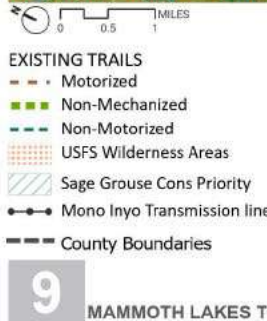 MILES
0 0.5 1
EXISTING TRAILS
Motorized
Non-Mechanized
Non-Motorized
USFS Wilderness Areas
Sage Grouse Cons Priority
Mono Inyo Transmission line
County Boundaries
9
MAMMOTH LAKES T